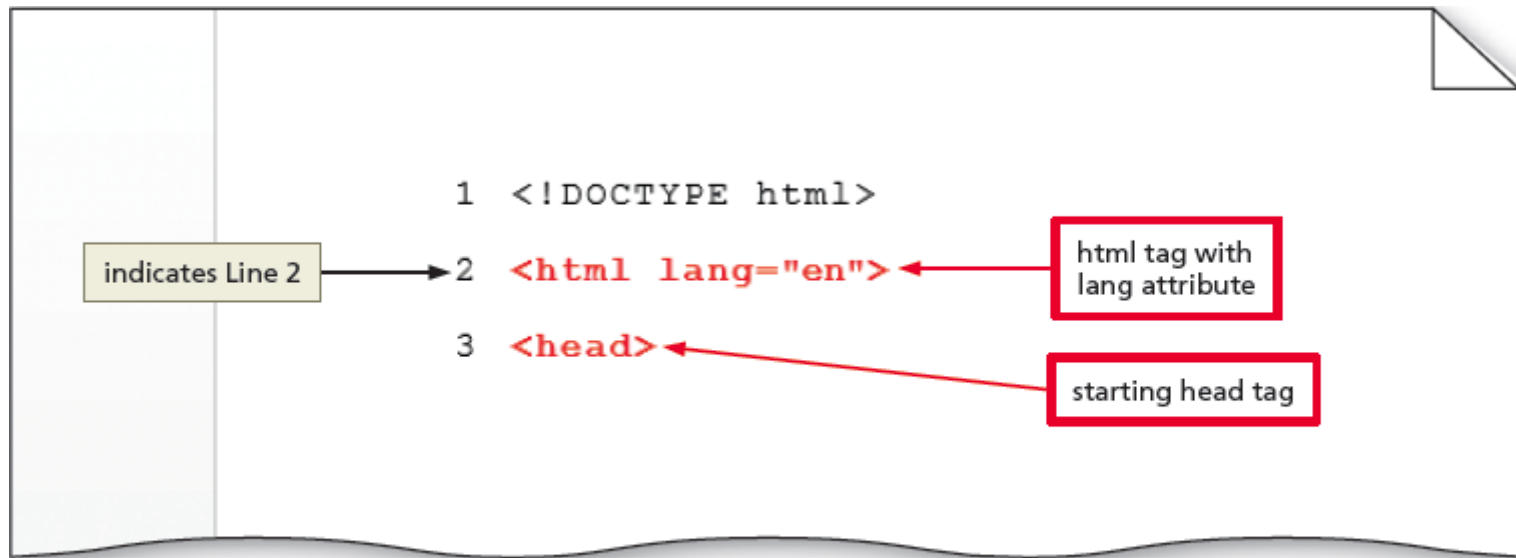 1 <!DOCTYPE html>
indicates Line 2
2 <html lang="en">
html tag with
lang attribute
3 <head>
starting head tag